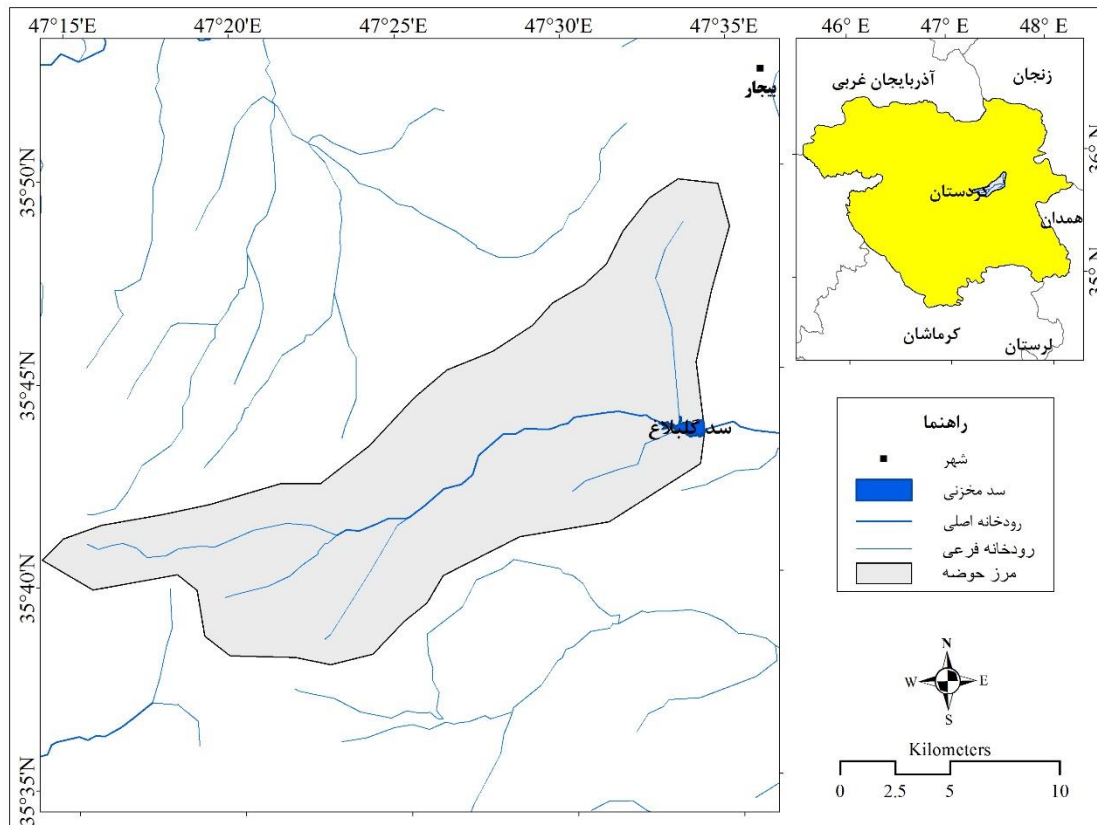 47°15'E 47°20'E 47°25'E 47°30'E 47°35'E
46°E 47°E 48°E
بیجار
35°50'N
35°45'N
35°40'N
35°35'N
سد گلبلاغ
آذربایجان غربی
زنجان
36°N
کردستان
همدان
35°N
کرماشان
لرستان
راهنما
شهر
سد مخزنی
رودخانه اصلی
رودخانه فرعی
مرز حوضه
N
W E
S
Kilometers
0 2.5 5 10